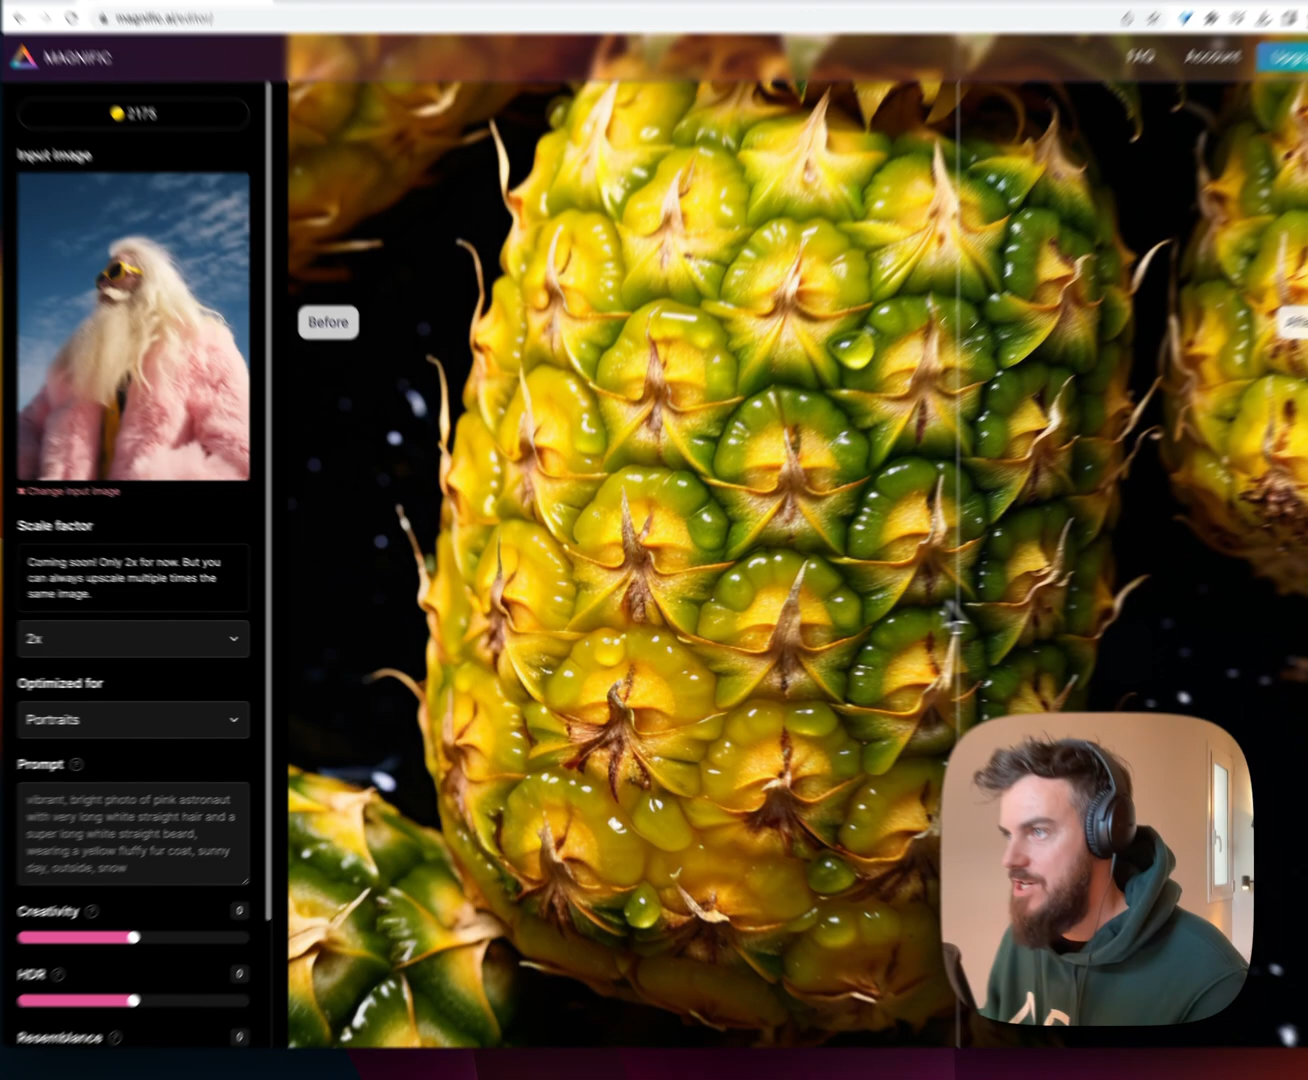 magnific.ai/editor/
MAGNIFIC
FAQ
Account
2175
Input image
Before
Change input image
Scale factor
Coming soon! Only 2x for now. But you
can always upscale multiple times the
same image.
2x
Optimized for
Portraits
Prompt
vibrant, bright photo of pink astronaut
with very long white straight hair and a
super long white straight beard,
wearing a yellow fluffy fur coat, sunny
day, outside, snow
Creativity
0
HDR
0
Resemblance
0